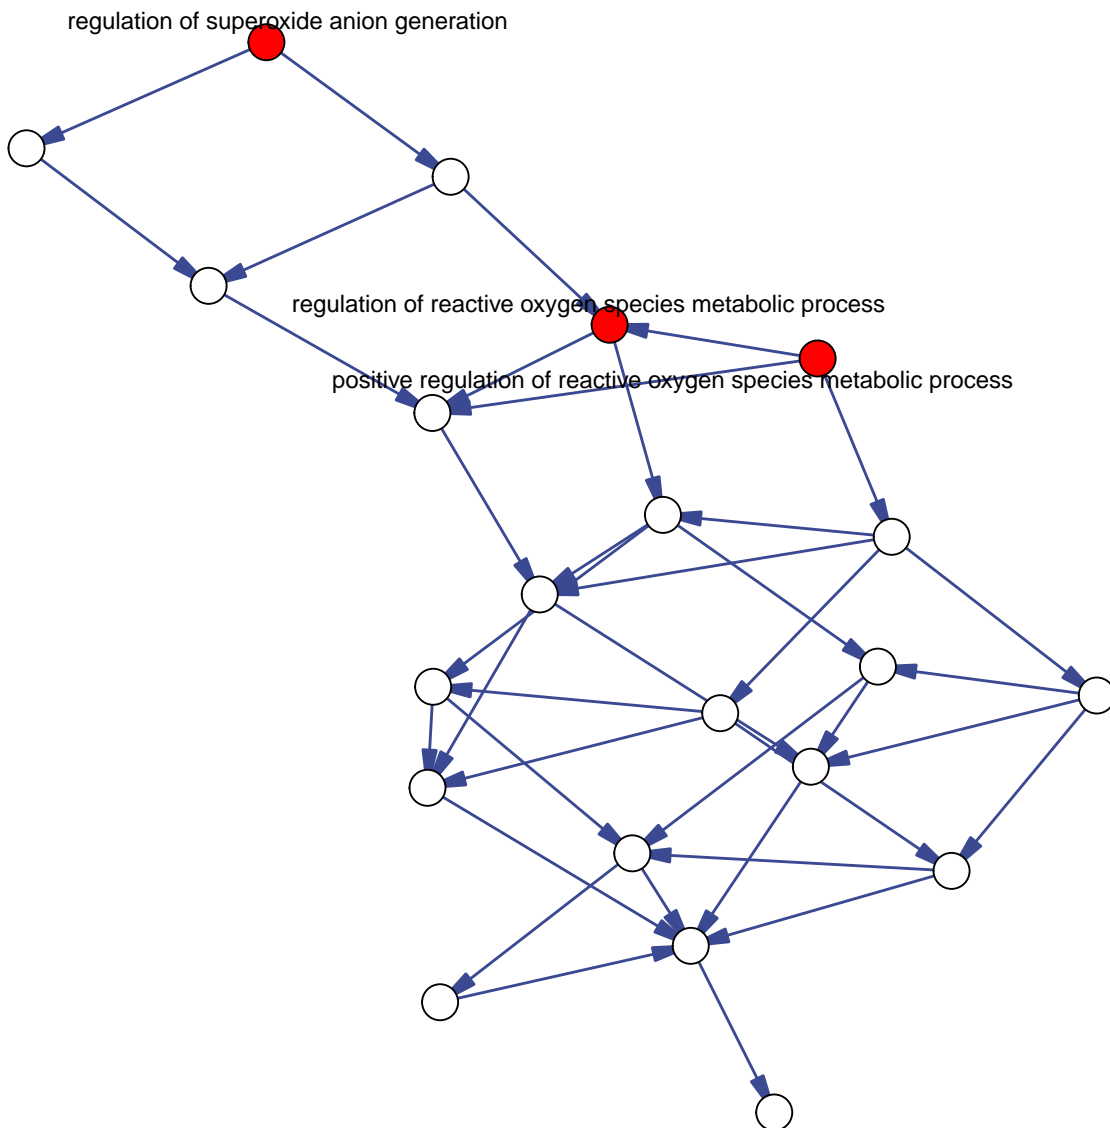 regulation of superoxide anion generation
regulation of reactive oxygen species metabolic process
positive regulation of reactive oxygen species metabolic process